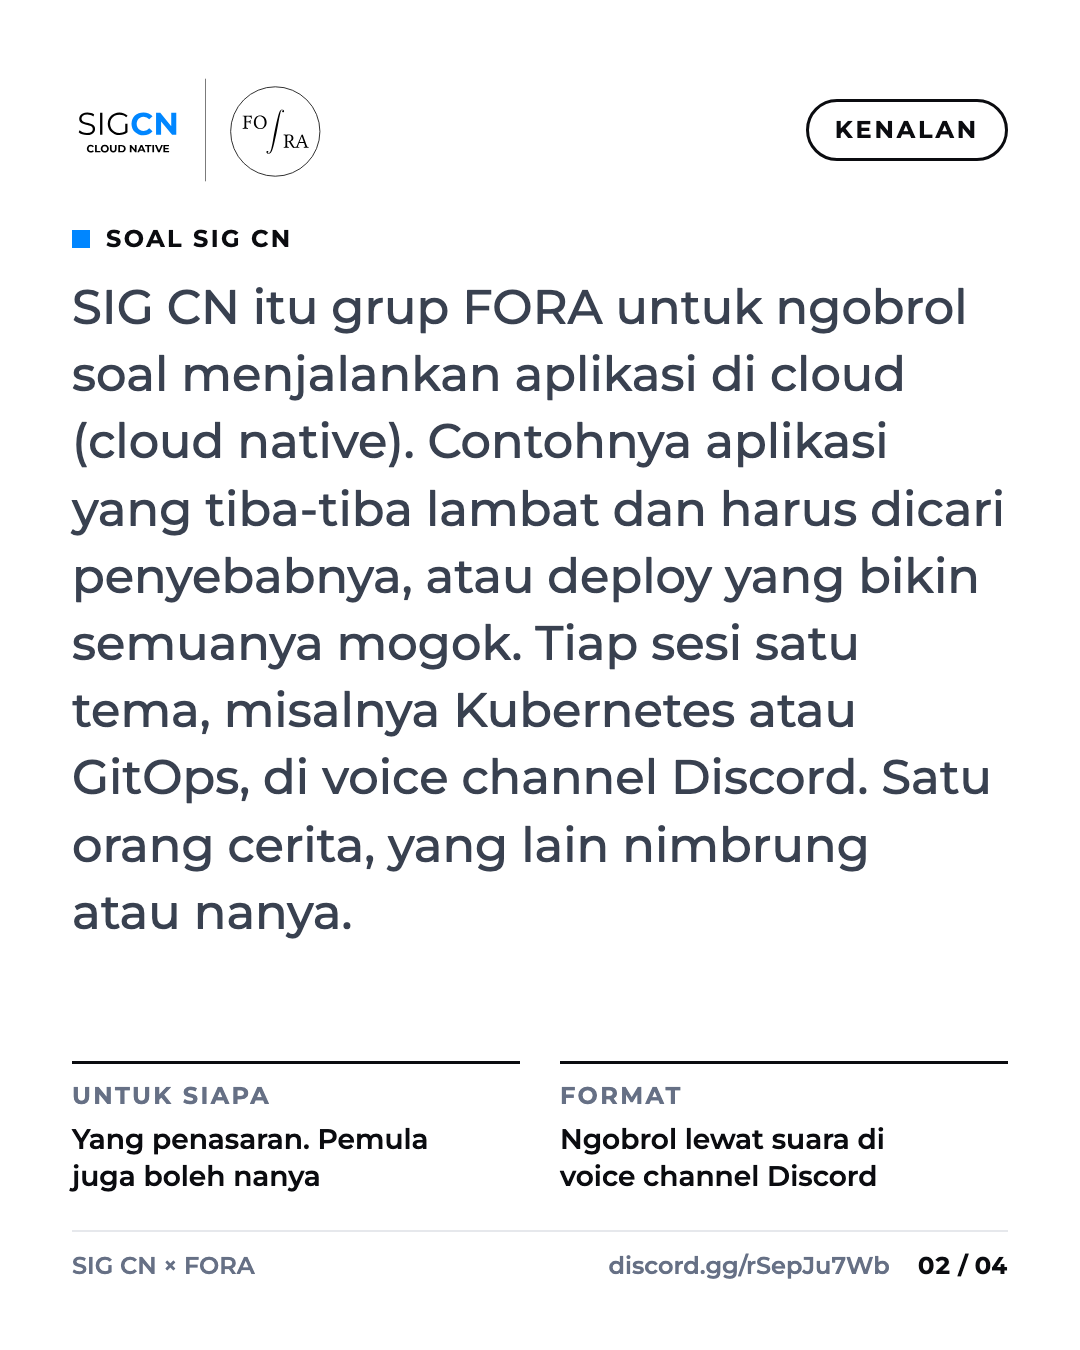 SIGCN
CLOUD NATIVE
FO RA
KENALAN
SOAL SIG CN
SIG CN itu grup FORA untuk ngobrol
soal menjalankan aplikasi di cloud
(cloud native). Contohnya aplikasi
yang tiba-tiba lambat dan harus dicari
penyebabnya, atau deploy yang bikin
semuanya mogok. Tiap sesi satu
tema, misalnya Kubernetes atau
GitOps, di voice channel Discord. Satu
orang cerita, yang lain nimbrung
atau nanya.
UNTUK SIAPA
Yang penasaran. Pemula
juga boleh nanya
FORMAT
Ngobrol lewat suara di
voice channel Discord
SIG CN × FORA
discord.gg/rSepJu7Wb 02 / 04